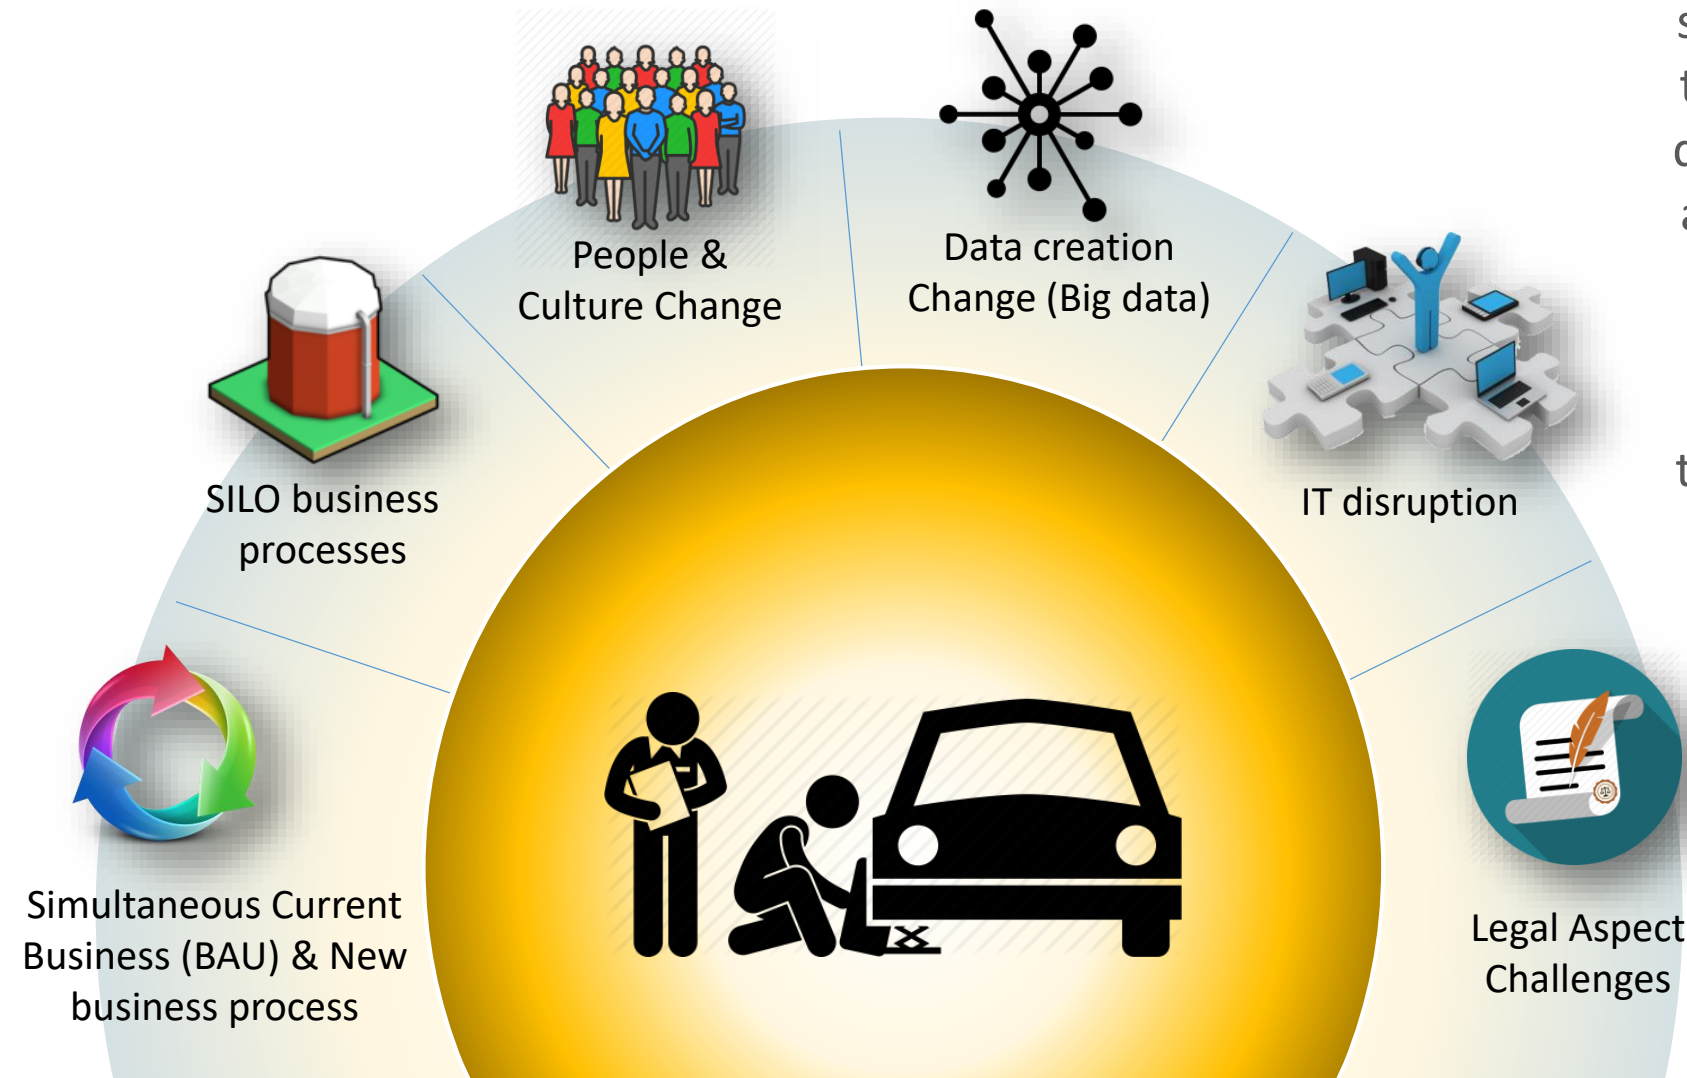 People &
Culture Change
Data creation
Change (Big data)
SILO business
processes
IT disruption
Simultaneous Current
Business (BAU) & New
business process
Legal Aspect
Challenges